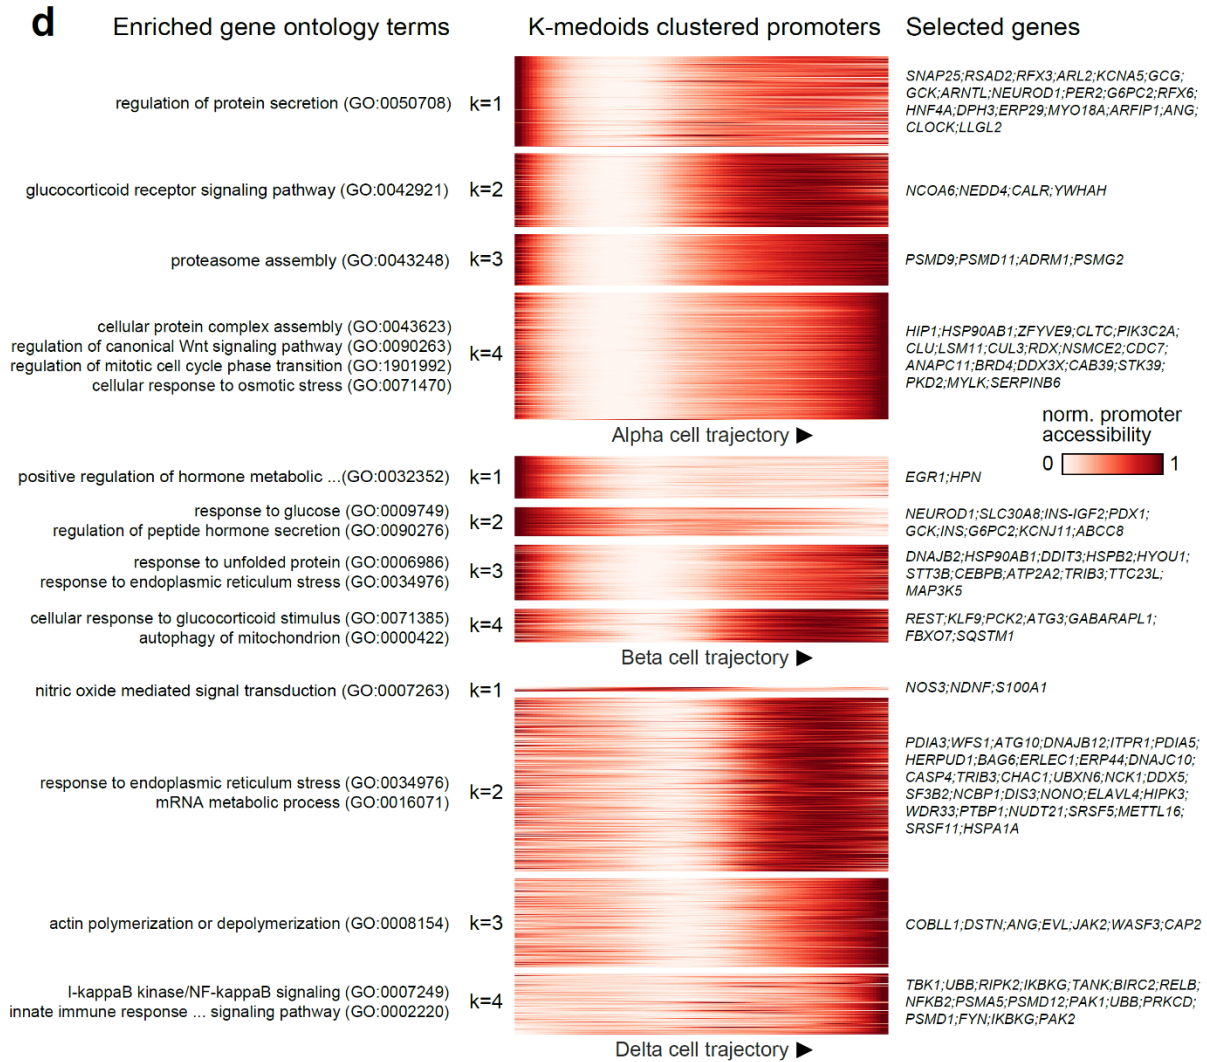 d
Enriched gene ontology terms
K-medoids clustered promoters
Selected genes
regulation of protein secretion (GO:0050708)
k=1
SNAP25;RSAD2;RFX3;ARL2;KCNA5;GCG;
GCK;ARNTL;NEUROD1;PER2;G6PC2;RFX6;
HNF4A;DPH3;ERP29;MYO18A;ARFIP1;ANG;
CLOCK;LLGL2
glucocorticoid receptor signaling pathway (GO:0042921)
k=2
NCOA6;NEDD4;CALR;YWHAH
proteasome assembly (GO:0043248)
k=3
PSMD9;PSMD11;ADRM1;PSMG2
cellular protein complex assembly (GO:0043623)
regulation of canonical Wnt signaling pathway (GO:0090263)
regulation of mitotic cell cycle phase transition (GO:1901992)
cellular response to osmotic stress (GO:0071470)
k=4
HIP1;HSP90AB1;ZFYVE9;CLTC;PIK3C2A;
CLU;LSM11;CUL3;RDX;NSMCE2;CDC7;
ANAPC11;BRD4;DDX3X;CAB39;STK39;
PKD2;MYLK;SERPINB6
Alpha cell trajectory ▶
norm. promoter
accessibility
0 1
positive regulation of hormone metabolic ...(GO:0032352)
k=1
EGR1;HPN
response to glucose (GO:0009749)
regulation of peptide hormone secretion (GO:0090276)
k=2
NEUROD1;SLC30A8;INS-IGF2;PDX1;
GCK;INS;G6PC2;KCNJ11;ABCC8
response to unfolded protein (GO:0006986)
response to endoplasmic reticulum stress (GO:0034976)
k=3
DNAJB2;HSP90AB1;DDIT3;HSPB2;HYOU1;
STT3B;CEBPB;ATP2A2;TRIB3;TTC23L;
MAP3K5
cellular response to glucocorticoid stimulus (GO:0071385)
autophagy of mitochondrion (GO:0000422)
k=4
REST;KLF9;PCK2;ATG3;GABARAPL1;
FBXO7;SQSTM1
Beta cell trajectory ▶
nitric oxide mediated signal transduction (GO:0007263)
k=1
NOS3;NDNF;S100A1
response to endoplasmic reticulum stress (GO:0034976)
mRNA metabolic process (GO:0016071)
k=2
PDIA3;WFS1;ATG10;DNAJB12;ITPR1;PDIA5;
HERPUD1;BAG6;ERLEC1;ERP44;DNAJC10;
CASP4;TRIB3;CHAC1;UBXN6;NCK1;DDX5;
SF3B2;NCBP1;DIS3;NONO;ELAVL4;HIPK3;
WDR33;PTBP1;NUDT21;SRSF5;METTL16;
SRSF11;HSPA1A
actin polymerization or depolymerization (GO:0008154)
k=3
COBLL1;DSTN;ANG;EVL;JAK2;WASF3;CAP2
I-kappaB kinase/NF-kappaB signaling (GO:0007249)
innate immune response ... signaling pathway (GO:0002220)
k=4
TBK1;UBB;RIPK2;IKBKG;TANK;BIRC2;RELB;
NFKB2;PSMA5;PSMD12;PAK1;UBB;PRKCD;
PSMD1;FYN;IKBKG;PAK2
Delta cell trajectory ▶